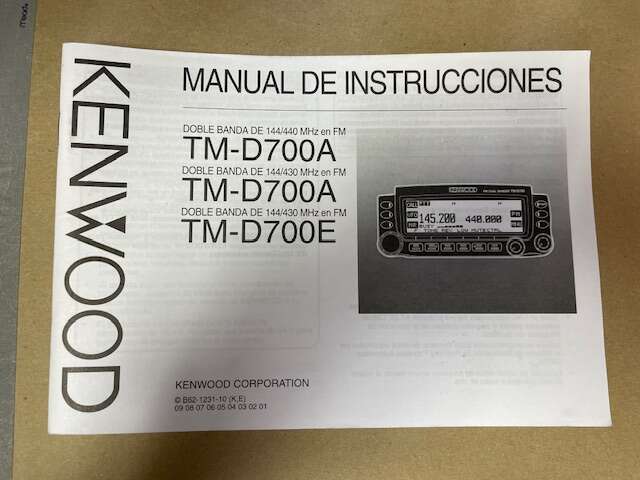 KENWOOD
MANUAL DE INSTRUCCIONES
DOBLE BANDA DE 144/440 MHz en FM
TM-D700A
DOBLE BANDA DE 144/430 MHz en FM
TM-D700A
DOBLE BANDA DE 144/430 MHz en FM
TM-D700E
KENWOOD
145.200 440.000
BUSY
KENWOOD CORPORATION
© B62-1231-10 (K,E)
09 08 07 06 05 04 03 02 01